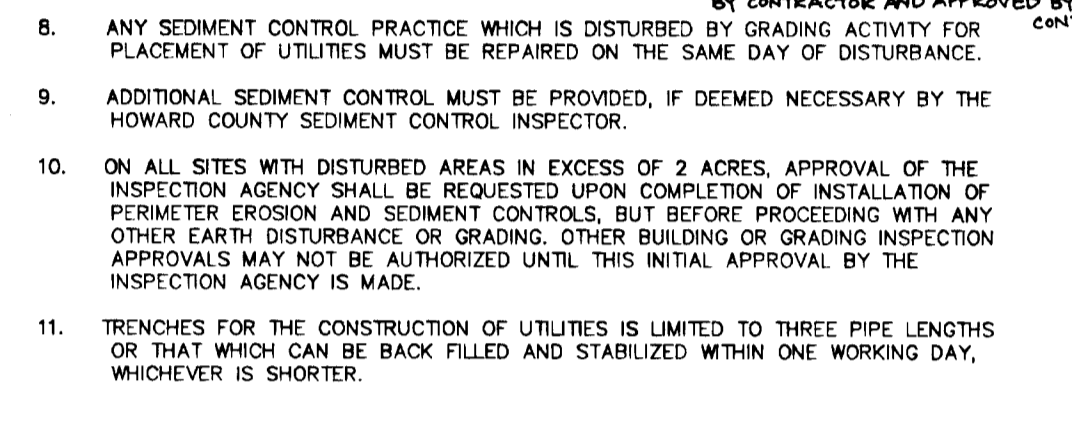 BY CONTRACTOR AND APPROVED BY
CON
8. ANY SEDIMENT CONTROL PRACTICE WHICH IS DISTURBED BY GRADING ACTIVITY FOR
PLACEMENT OF UTILITIES MUST BE REPAIRED ON THE SAME DAY OF DISTURBANCE.
9. ADDITIONAL SEDIMENT CONTROL MUST BE PROVIDED, IF DEEMED NECESSARY BY THE
HOWARD COUNTY SEDIMENT CONTROL INSPECTOR.
10. ON ALL SITES WITH DISTURBED AREAS IN EXCESS OF 2 ACRES, APPROVAL OF THE
INSPECTION AGENCY SHALL BE REQUESTED UPON COMPLETION OF INSTALLATION OF
PERIMETER EROSION AND SEDIMENT CONTROLS, BUT BEFORE PROCEEDING WITH ANY
OTHER EARTH DISTURBANCE OR GRADING. OTHER BUILDING OR GRADING INSPECTION
APPROVALS MAY NOT BE AUTHORIZED UNTIL THIS INITIAL APPROVAL BY THE
INSPECTION AGENCY IS MADE.
11. TRENCHES FOR THE CONSTRUCTION OF UTILITIES IS LIMITED TO THREE PIPE LENGTHS
OR THAT WHICH CAN BE BACK FILLED AND STABILIZED WITHIN ONE WORKING DAY,
WHICHEVER IS SHORTER.